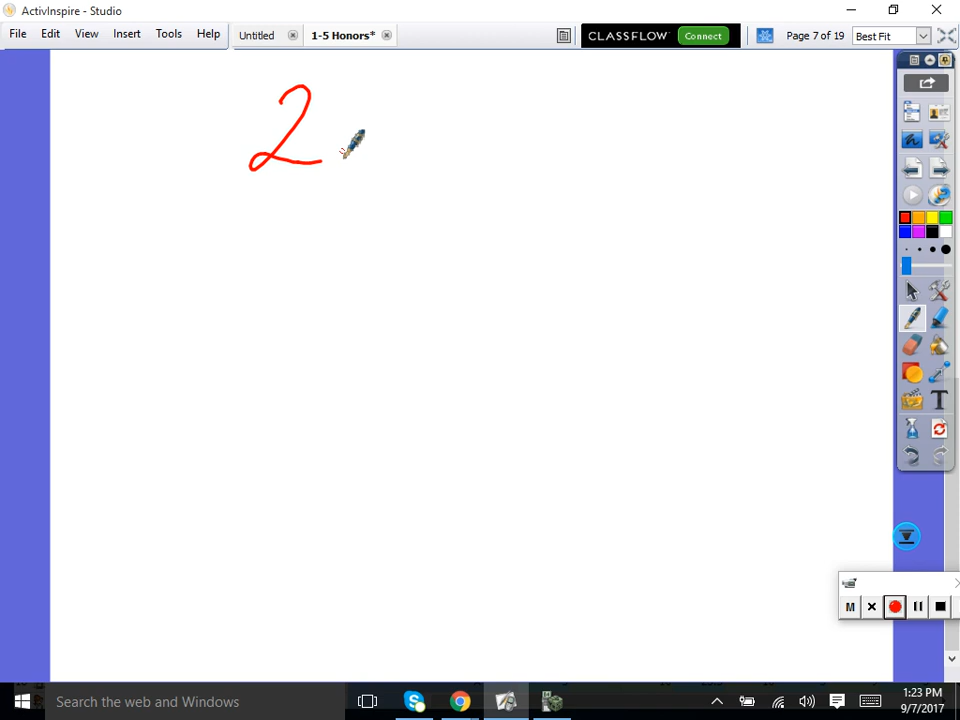 ActivInspire - Studio
File Edit View Insert Tools Help Untitled 1-5 Honors* CLASSFLOW Connect Page 7 of 19 Best Fit
2
T
M
Search the web and Windows
1:23 PM
9/7/2017